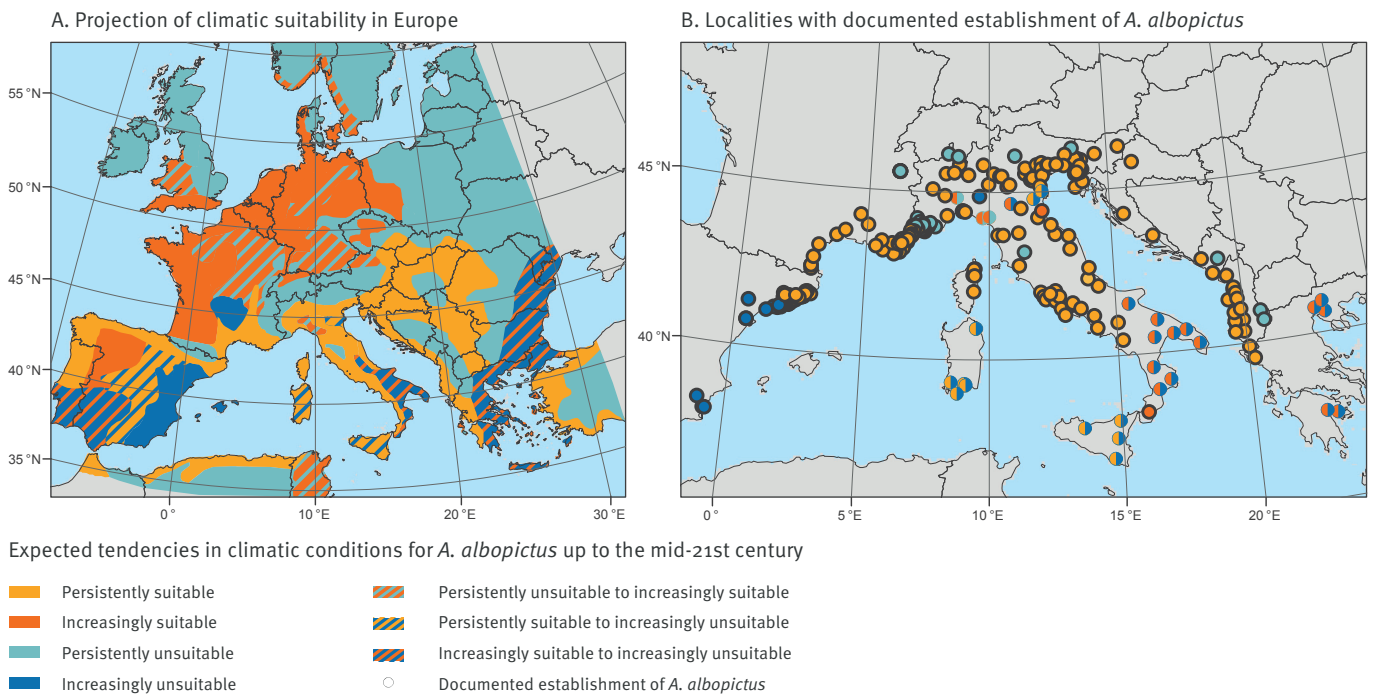 A. Projection of climatic suitability in Europe
B. Localities with documented establishment of A. albopictus
55 °N
50 °N
45 °N
40 °N
35 °N
0 °
10 °E
20 °E
30 °E
45 °N
40 °N
0 °
5 °E
10 °E
15 °E
20 °E
Expected tendencies in climatic conditions for A. albopictus up to the mid-21st century
Persistently suitable
Increasingly suitable
Persistently unsuitable
Increasingly unsuitable
Persistently unsuitable to increasingly suitable
Persistently suitable to increasingly unsuitable
Increasingly suitable to increasingly unsuitable
Documented establishment of A. albopictus